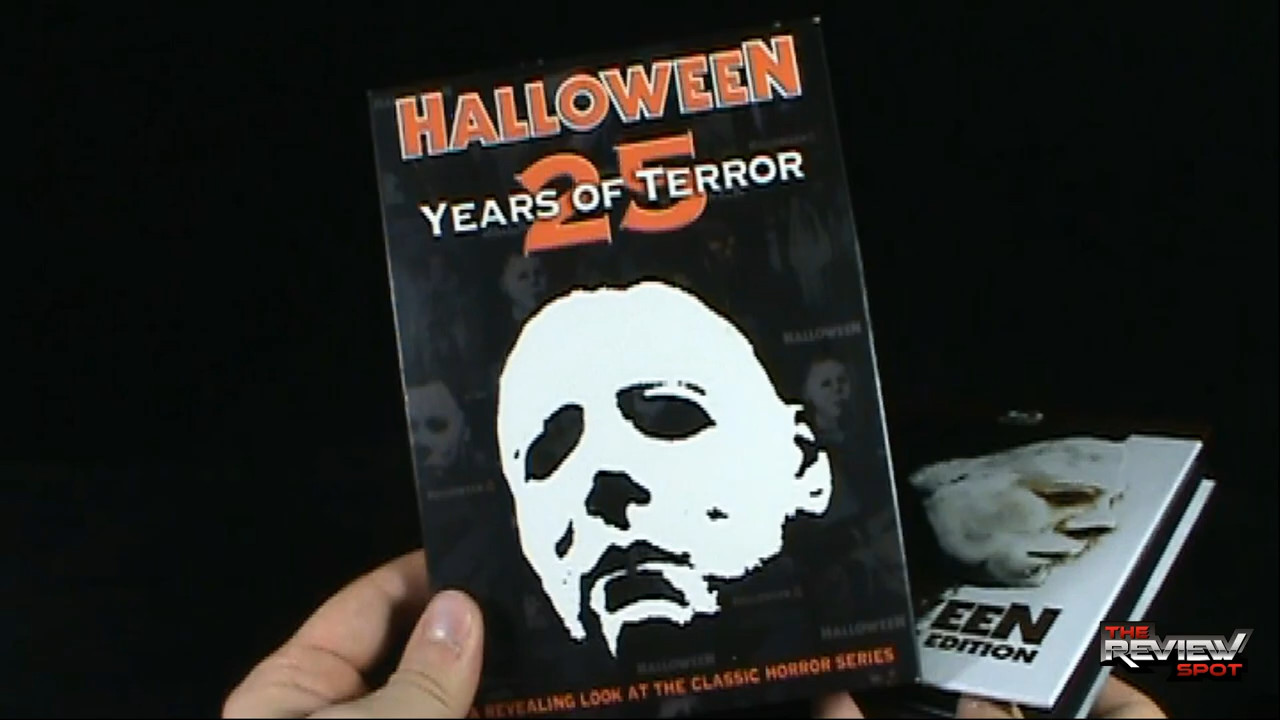 HALLOWEEN
25
YEARS OF TERROR
HALLOWEEN
HALLOWEEN
HALLOWEEN
A REVEALING LOOK AT THE CLASSIC HORROR SERIES
EEN
EDITION
THE
REVIEW
SPOT